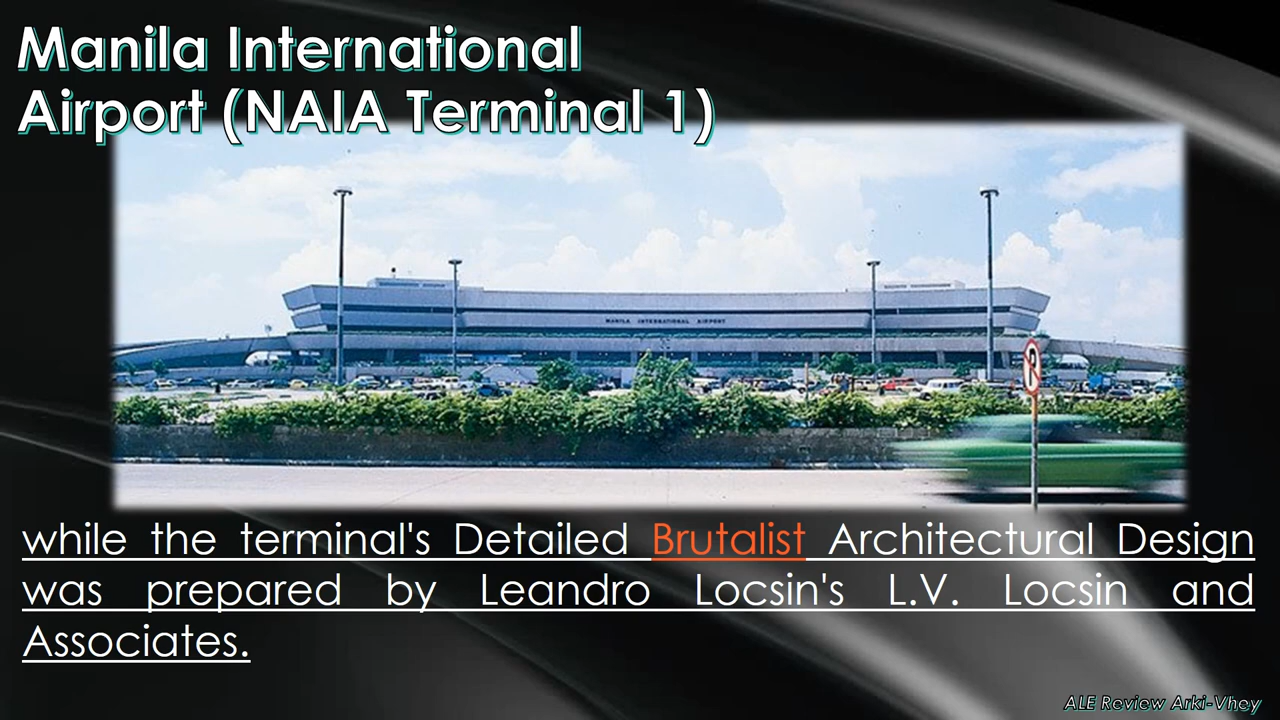 Manila International
Airport (NAIA Terminal 1)
MANILA INTERNATIONAL AIRPORT
while the terminal's Detailed Brutalist Architectural Design
was prepared by Leandro Locsin's L.V. Locsin and
Associates.
ALE Review Arki-Vhey